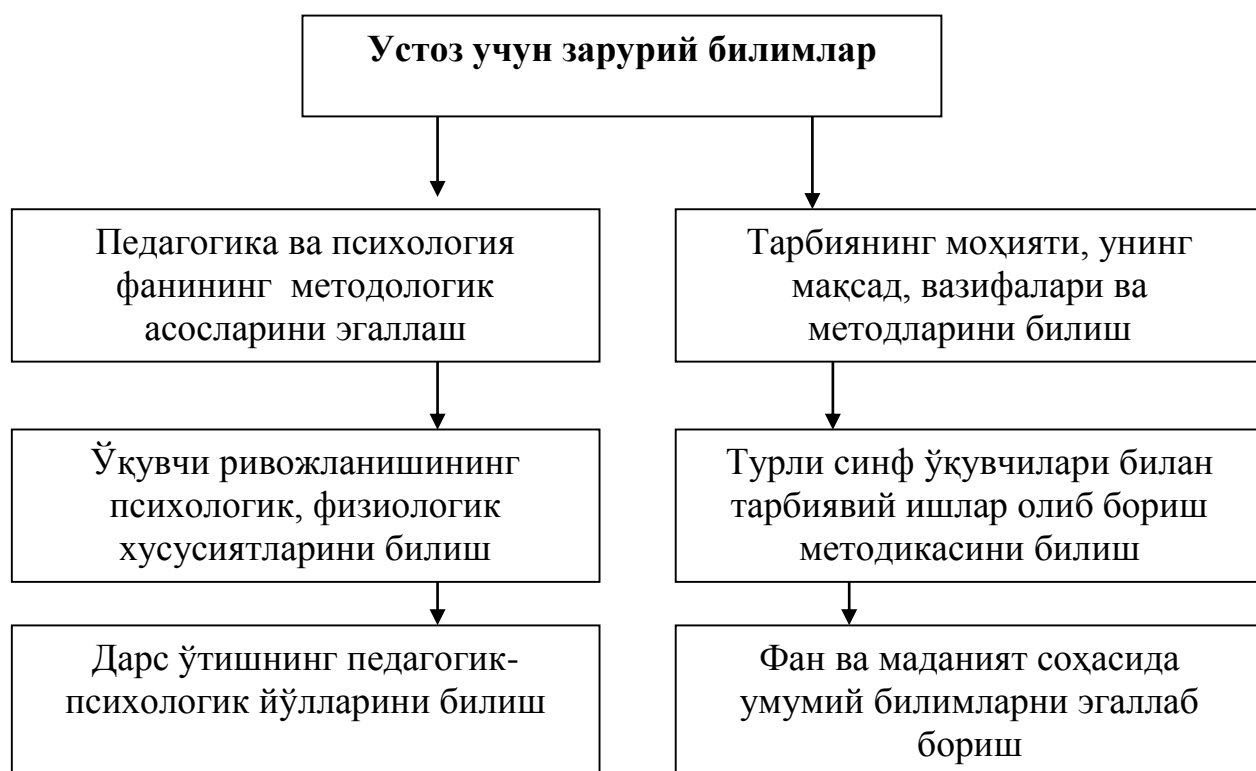 Устоз учун зарурий билимлар
Педагогика ва психология
фанининг методологик
асосларини эгаллаш
Тарбиянинг моҳияти, унинг
мақсад, вазифалари ва
методларини билиш
Ўқувчи ривожланишининг
психологик, физиологик
хусусиятларини билиш
Турли синф ўқувчилари билан
тарбиявий ишлар олиб бориш
методикасини билиш
Дарс ўтишнинг педагогик-
психологик йўлларини билиш
Фан ва маданият соҳасида
умумий билимларни эгаллаб
бориш